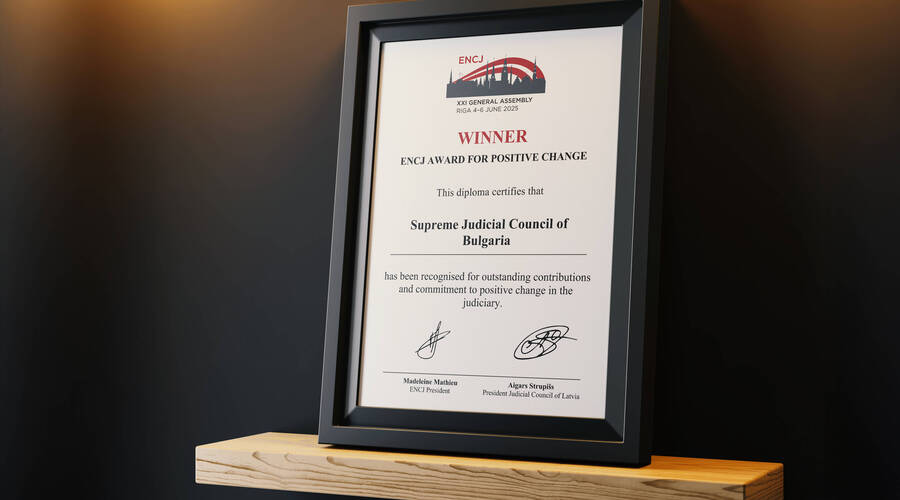 ENCJ
XXI GENERAL ASSEMBLY
RIGA 4-6 JUNE 2025
WINNER
ENCJ AWARD FOR POSITIVE CHANGE
This diploma certifies that
Supreme Judicial Council of
Bulgaria
has been recognised for outstanding contributions
and commitment to positive change in the
judiciary.
Madeleine Mathieu
ENCJ President
Aigars Strupišs
President Judicial Council of Latvia